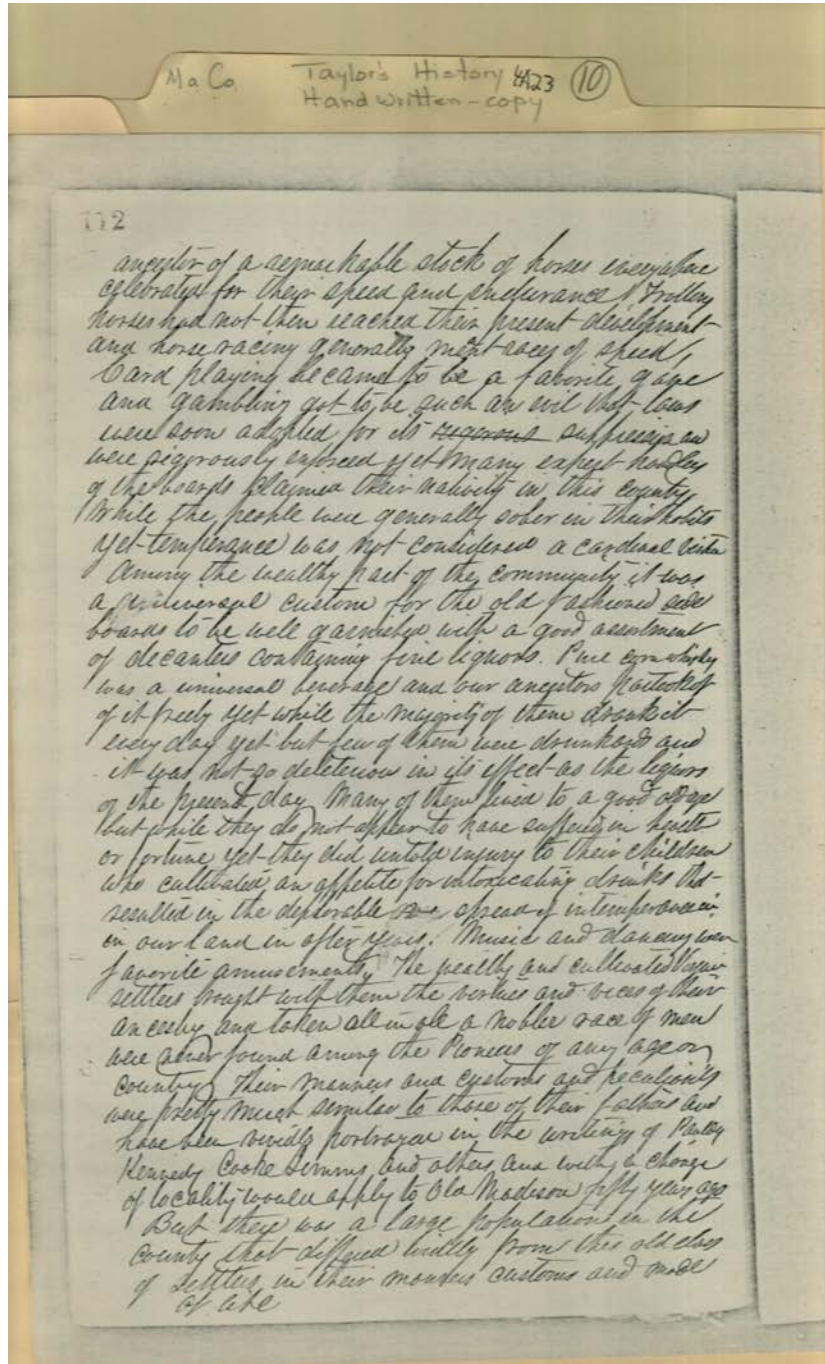 Ma Co. Taylor's History 4A23 10
Handwritten-copy
112
ancestor of a remarkable stock of horses everywhere
celebrated for their speed and endurance. Trotting
horses had not then reached their present development
and horse racing generally ment races of speed,
Card playing became to be a favorite game
and gambling got to be such an evil that laws
were soon adopted for its rigorous suppression and
were rigorously enforced yet many expert
of the boards claimed their nativity in this county
While the people were generally sober in their habits
yet temperance was not considered a cardinal virtue
Among the wealthy part of the community it was
a universal custom for the old fashioned side
boards to be well garnished with a good assortment
of decanters containing fine liquors. Pure corn whisky
was a universal beverage and our ancestors partook of
of it freely yet while the majority of them drank it
every day yet but few of them were drunkards and
it was not so deleterious in its effect as the liquors
of the present day Many of them lived to a good old age
but while they do not appear to have suffered in health
or fortune yet they did untold injury to their children
who cultivated an appetite for intoxicating drinks that
resulted in the deplorable spread of intemperance in
in our land in after years. Music and dancing were
favorite amusements, The wealthy and cultivated Virginia
settlers brought with them the virtues and vices of their
ancestry and taken all in all a nobler race of men
were never found among the Pioneers of any age or
country Their manners and customs and peculiarities
were pretty much similar to those of their fathers and
have been vividly portrayed in the writings of
Kennedy Cooke Simms and others and with a change
of locality would apply to Old Madison fifty years ago
But there was a large population in the
county that differed widely from this old class
of settlers in their manners customs and mode
of life